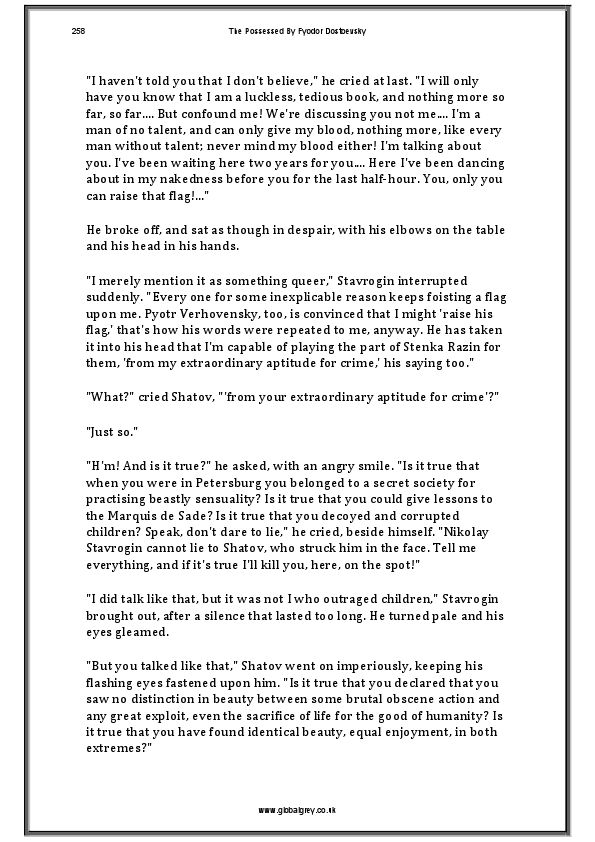 258 The Possessed By Fyodor Dostoevsky
"I haven't told you that I don't believe," he cried at last. "I will only
have you know that I am a luckless, tedious book, and nothing more so
far, so far.... But confound me! We're discussing you not me.... I'm a
man of no talent, and can only give my blood, nothing more, like every
man without talent; never mind my blood either! I'm talking about
you. I've been waiting here two years for you.... Here I've been dancing
about in my nakedness before you for the last half-hour. You, only you
can raise that flag!..."
He broke off, and sat as though in despair, with his elbows on the table
and his head in his hands.
"I merely mention it as something queer," Stavrogin interrupted
suddenly. "Every one for some inexplicable reason keeps foisting a flag
upon me. Pyotr Verhovensky, too, is convinced that I might 'raise his
flag,' that's how his words were repeated to me, anyway. He has taken
it into his head that I'm capable of playing the part of Stenka Razin for
them, 'from my extraordinary aptitude for crime,' his saying too."
"What?" cried Shatov, "'from your extraordinary aptitude for crime'?"
"Just so."
"H'm! And is it true?" he asked, with an angry smile. "Is it true that
when you were in Petersburg you belonged to a secret society for
practising beastly sensuality? Is it true that you could give lessons to
the Marquis de Sade? Is it true that you decoyed and corrupted
children? Speak, don't dare to lie," he cried, beside himself. "Nikolay
Stavrogin cannot lie to Shatov, who struck him in the face. Tell me
everything, and if it's true I'll kill you, here, on the spot!"
"I did talk like that, but it was not I who outraged children," Stavrogin
brought out, after a silence that lasted too long. He turned pale and his
eyes gleamed.
"But you talked like that," Shatov went on imperiously, keeping his
flashing eyes fastened upon him. "Is it true that you declared that you
saw no distinction in beauty between some brutal obscene action and
any great exploit, even the sacrifice of life for the good of humanity? Is
it true that you have found identical beauty, equal enjoyment, in both
extremes?"
www.globalgrey.co.uk